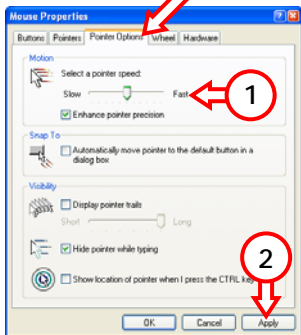 Mouse Properties
Buttons Pointers Pointer Options Wheel Hardware
Motion
Select a pointer speed:
Slow Fast
1
Enhance pointer precision
Snap To
Automatically move pointer to the default button in a
dialog box
Visibility
Display pointer trails
Short Long
Hide pointer while typing
2
Show location of pointer when I press the CTRL key
OK Cancel Apply